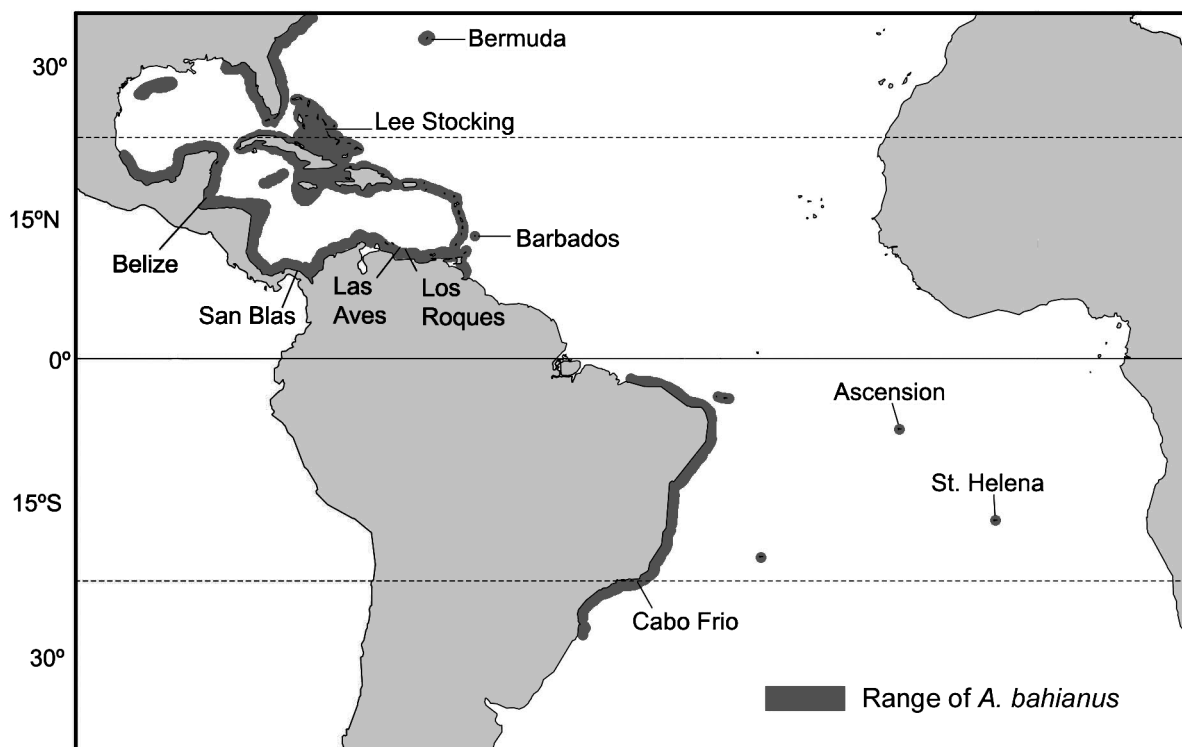 Bermuda
30º
Lee Stocking
15ºN
Barbados
Belize
Las
Aves
Los
Roques
San Blas
0º
Ascension
St. Helena
15ºS
Cabo Frio
30º
Range of A. bahianus